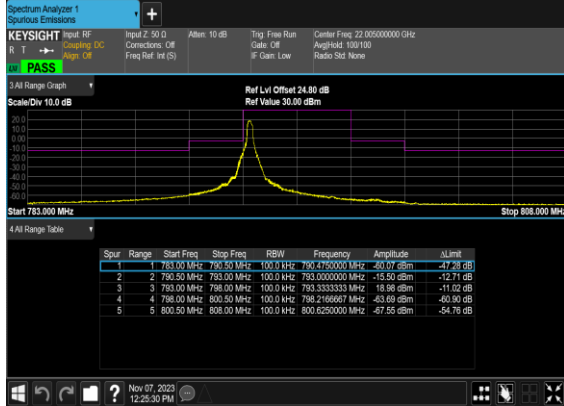 Spectrum Analyzer 1
Spurious Emissions
+
KEYSIGHT Input: RF Input Z: 50 Ω Atten: 10 dB Trig: Free Run Center Freq: 22.005000000 GHz
R T Coupling: DC Corrections: Off Gate: Off Avg|Hold: 100/100
Align: Off Freq Ref: Int (S) IF Gain: Low Radio Std: None
PASS
3 All Range Graph
Ref Lvl Offset 24.80 dB
Scale/Div 10.0 dB Ref Value 30.00 dBm
20.0
10.0
0.00
-10.0
-20.0
-30.0
-40.0
-50.0
-60.0
Start 783.000 MHz Stop 808.000 MHz
4 All Range Table
Spur Range Start Freq Stop Freq RBW Frequency Amplitude ΔLimit
1 1 783.00 MHz 790.50 MHz 100.0 kHz 790.4750000 MHz -60.07 dBm -47.28 dB
2 2 790.50 MHz 793.00 MHz 100.0 kHz 793.0000000 MHz -15.50 dBm -12.71 dB
3 3 793.00 MHz 798.00 MHz 100.0 kHz 793.3333333 MHz 18.98 dBm -11.02 dB
4 4 798.00 MHz 800.50 MHz 100.0 kHz 798.2166667 MHz -63.69 dBm -60.90 dB
5 5 800.50 MHz 808.00 MHz 100.0 kHz 800.6250000 MHz -67.55 dBm -54.76 dB
? Nov 07, 2023
12:25:30 PM